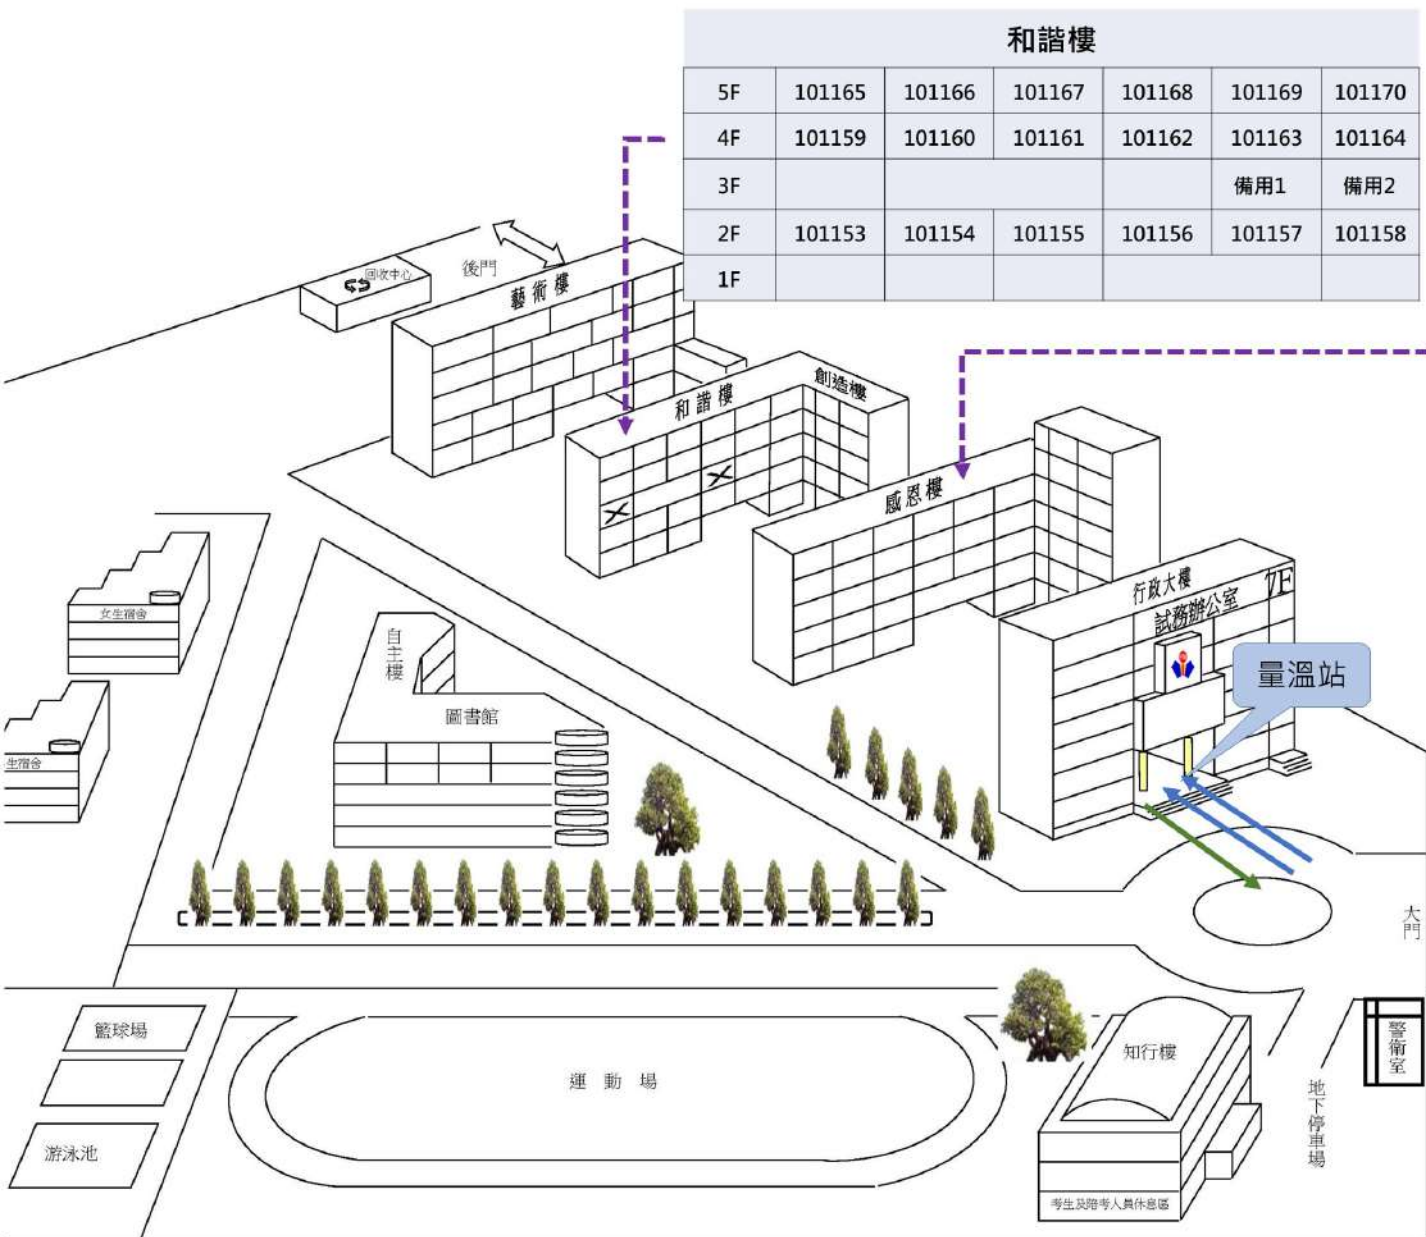 和諧樓
5F 101165 101166 101167 101168 101169 101170
4F 101159 101160 101161 101162 101163 101164
3F 備用1 備用2
2F 101153 101154 101155 101156 101157 101158
1F
後門
回收中心
藝術樓
和諧樓
創造樓
感恩樓
行政大樓
7F
試務辦公室
量溫站
女生宿舍
生宿舍
自主樓
圖書館
大門
籃球場
運動場
游泳池
知行樓
考生及陪考人員休息區
地下停車場
警衛室